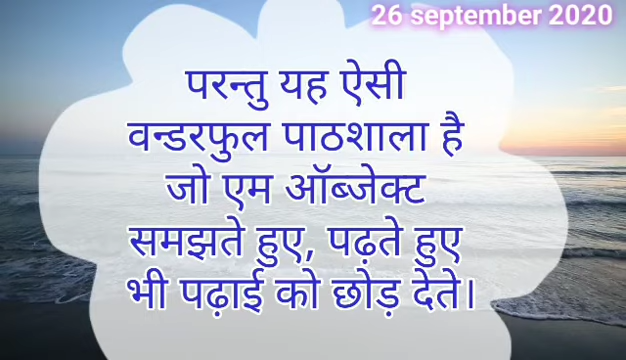 26 september 2020
परन्तु यह ऐसी
वन्डरफुल पाठशाला है
जो एम ऑब्जेक्ट
समझते हुए, पढ़ते हुए
भी पढ़ाई को छोड़ देते।